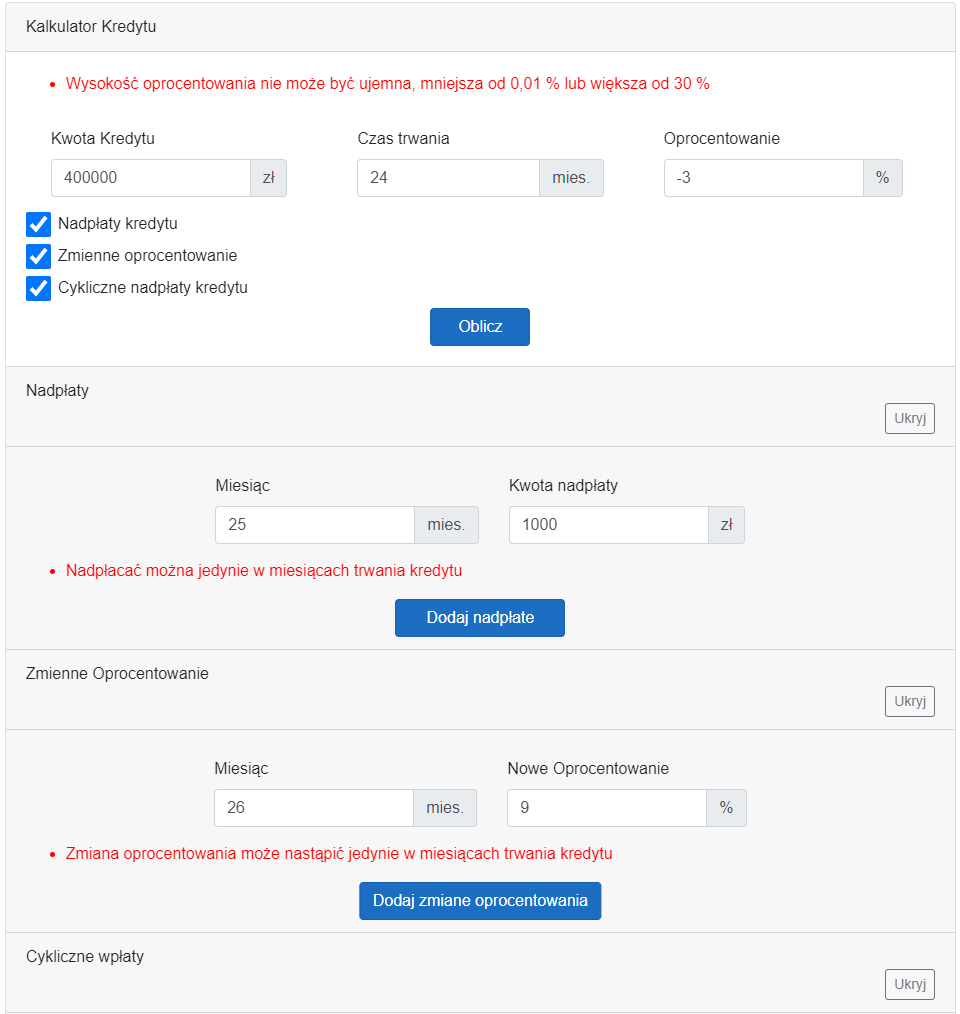 Kalkulator Kredytu
Wysokość oprocentowania nie może być ujemna, mniejsza od 0,01 % lub większa od 30 %
Kwota Kredytu Czas trwania Oprocentowanie
400000 zł 24 mies. -3 %
Nadpłaty kredytu
Zmienne oprocentowanie
Cykliczne nadpłaty kredytu
Oblicz
Nadpłaty
Ukryj
Miesiąc Kwota nadpłaty
25 mies. 1000 zł
Nadpłacać można jedynie w miesiącach trwania kredytu
Dodaj nadpłate
Zmienne Oprocentowanie
Ukryj
Miesiąc Nowe Oprocentowanie
26 mies. 9 %
Zmiana oprocentowania może nastąpić jedynie w miesiącach trwania kredytu
Dodaj zmiane oprocentowania
Cykliczne wpłaty
Ukryj